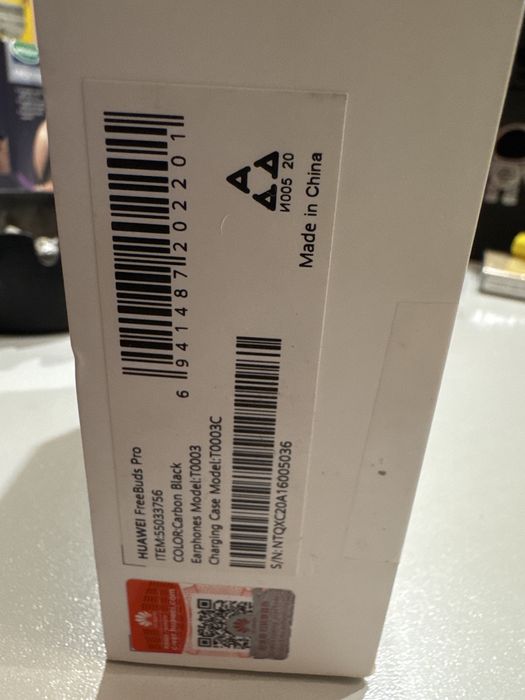 HUAWEI FreeBuds Pro
ITEM:55033756
COLOR:Carbon Black
Earphones Model:T0003
Charging Case Model:T0003C
S/N:NTQXC20A16005036
6 941487 202201
И005 20
Made in China